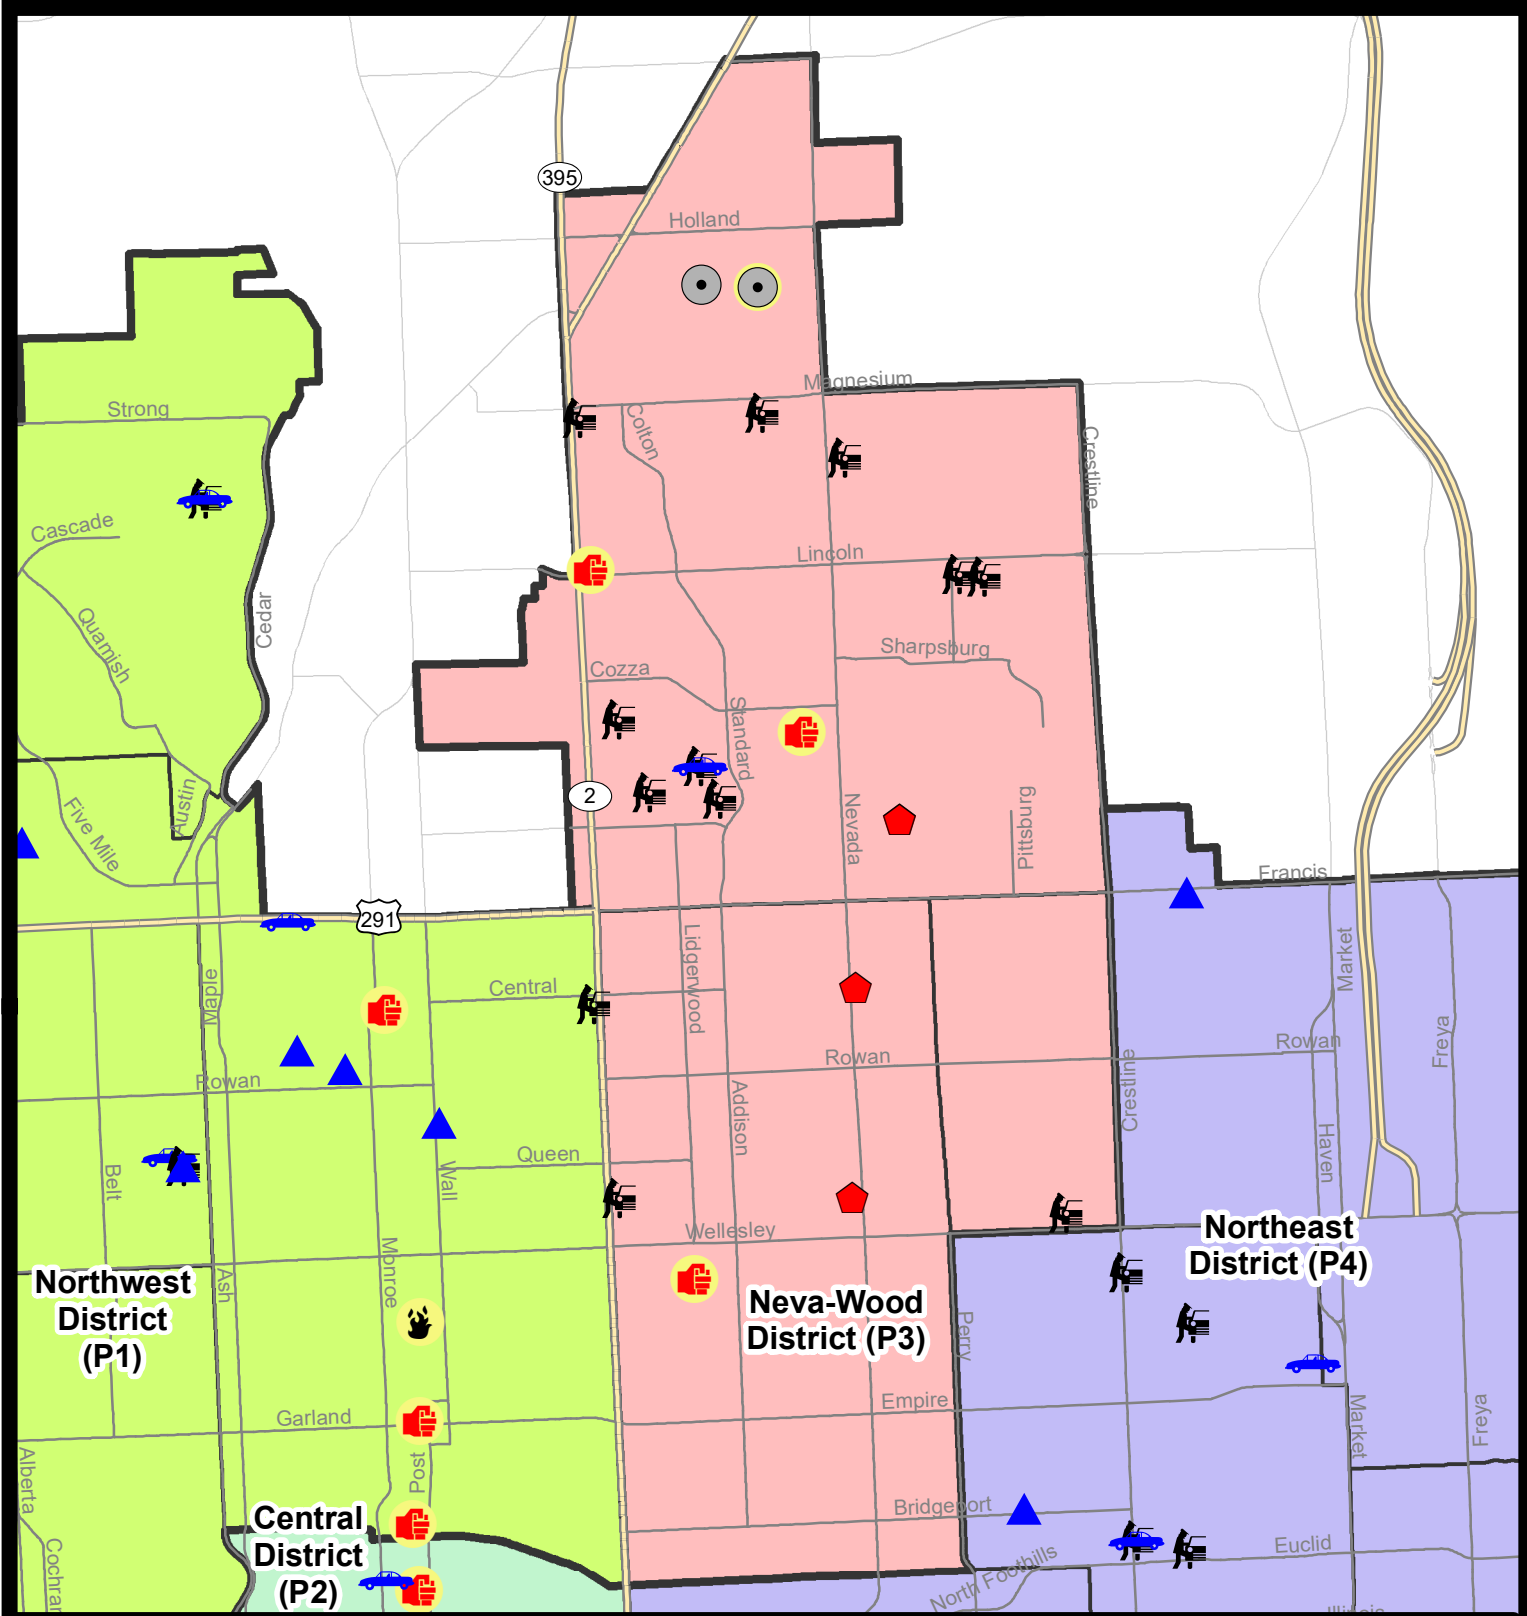 395
Holland
Magnesium
Strong
Colton
Crestline
Cascade
Lincoln
Cedar
Quamish
Sharpsburg
Cozza
Standard
2
Nevada
Pittsburg
Austin
Five Mile
Francis
291
Lidgerwood
Market
Maple
Central
Freya
Rowan
Rowan
Rowan
Addison
Crestline
Haven
Queen
Belt
Wall
Wellesley
Northeast
District (P4)
Monroe
Ash
Northwest
District
(P1)
Neva-Wood
District (P3)
Perry
Empire
Garland
Market
Freya
Post
Alberta
Bridgeport
Central
District
(P2)
Euclid
Cochran
North Foothills